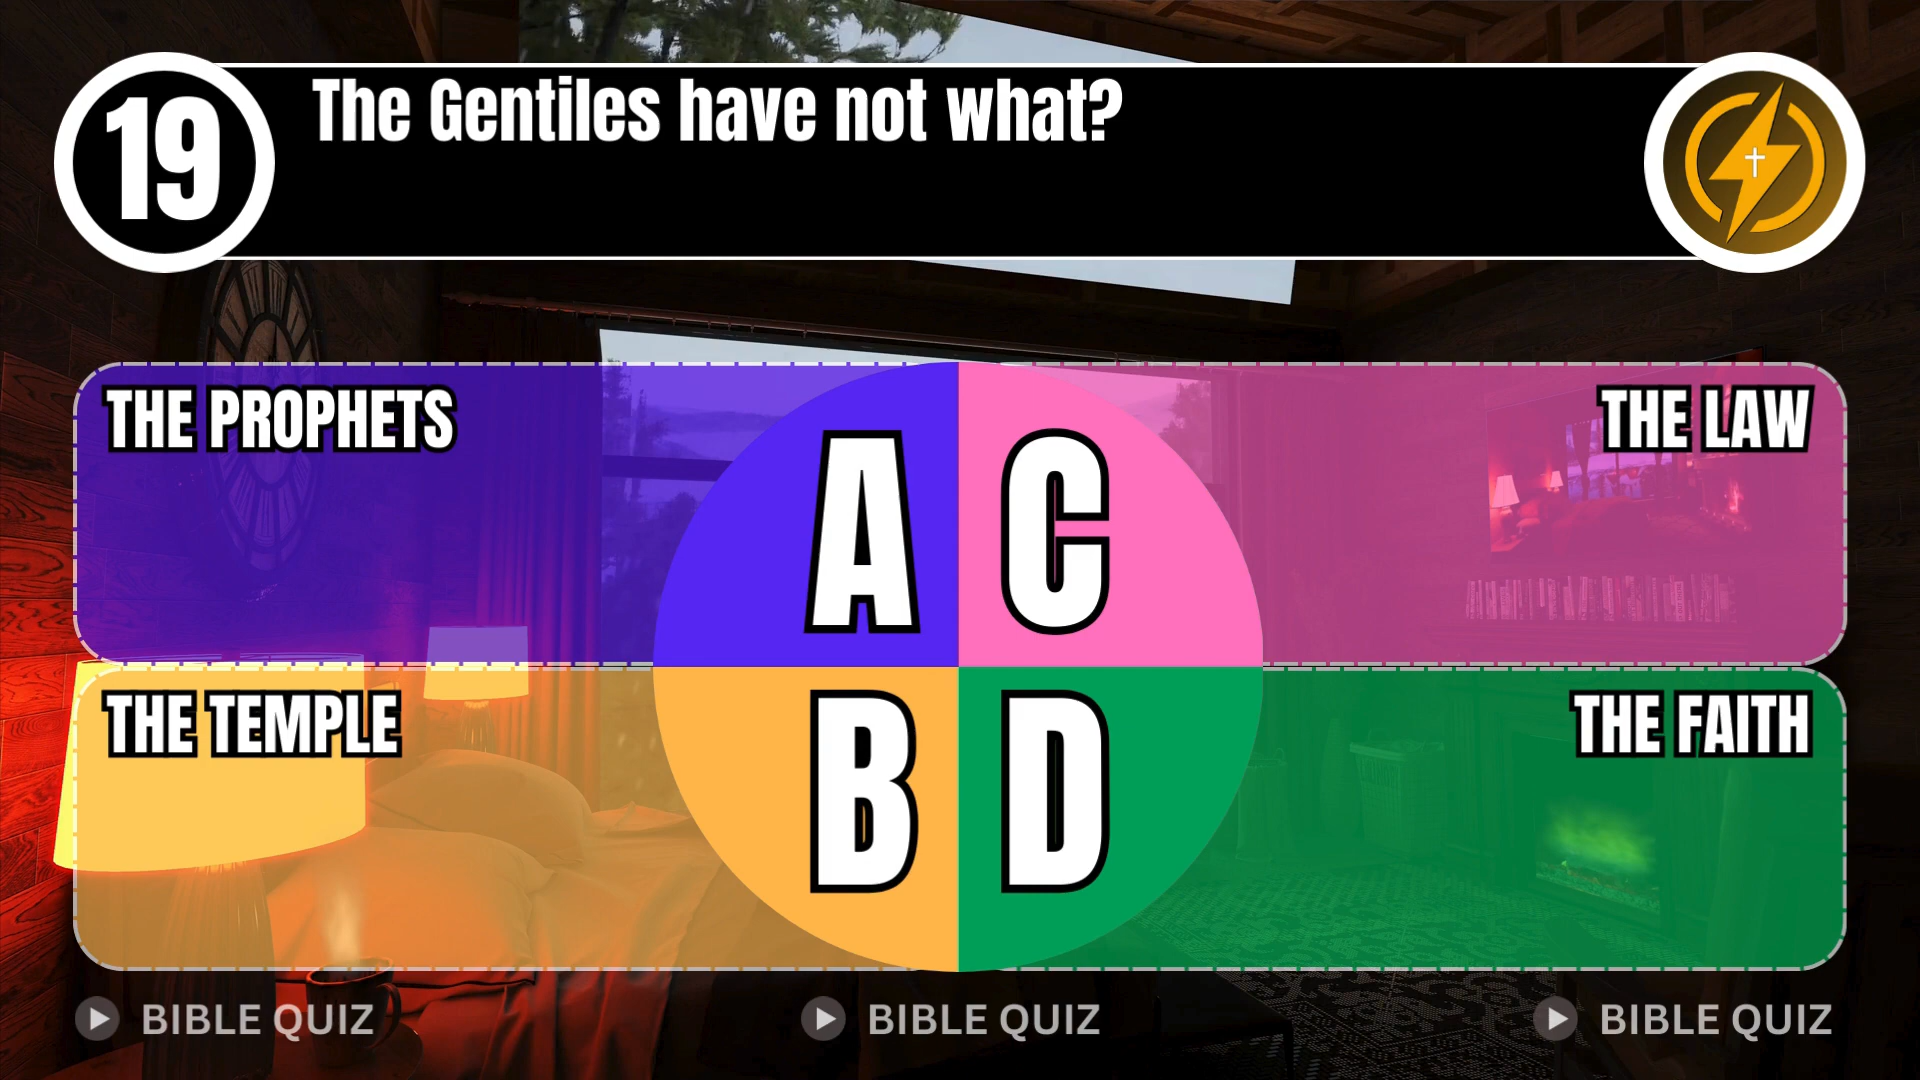 19
The Gentiles have not what?
THE PROPHETS
A
C
THE LAW
THE TEMPLE
B
D
THE FAITH
BIBLE QUIZ
BIBLE QUIZ
BIBLE QUIZ